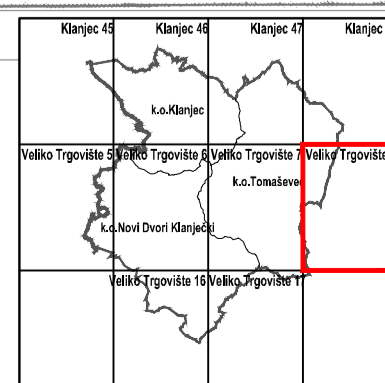 Klanjec 45 Klanjec 46 Klanjec 47 Klanjec
k.o.Klanjec
Veliko Trgovište 5 Veliko Trgovište 6 Veliko Trgovište 7 Veliko Trgovište
k.o.Tomaševec
k.o.Novi Dvori Klanječki
Veliko Trgovište 16 Veliko Trgovište 17